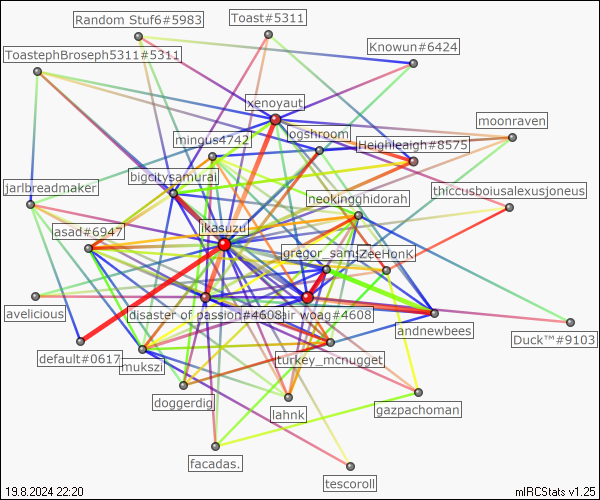 Random Stuf6#5983
Toast#5311
Knowun#6424
ToastephBroseph5311#5311
xenoyaut
moonraven
logshroom
mingus4742
Heighleaigh#8575
bigcitysamurai
jarlbreadmaker
thiccusboiusalexusjoneus
neokingghidorah
ikasuzu
asad#6947
gregor_sams
ZeeHonK
avelicious
disaster of passion#4608
air woag#4608
andnewbees
Duck™#9103
default#0617
mukszi
turkey_mcnugget
doggerdig
lahnk
gazpachoman
facadas.
tescoroll
19.8.2024 22:20
mIRCStats v1.25